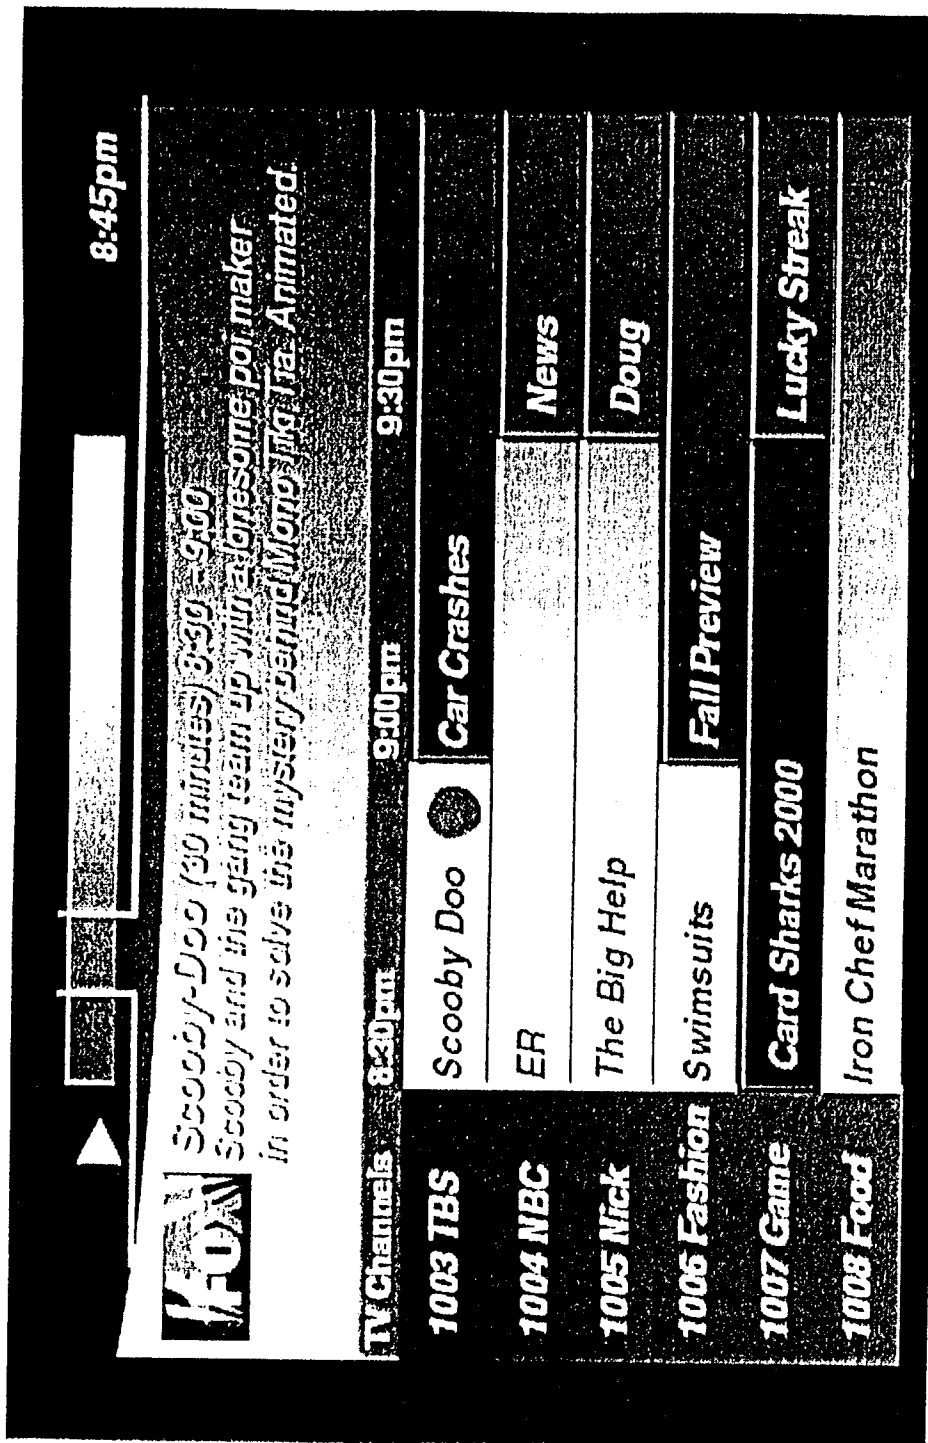 8:45pm
FOX
Scooby-Doo (30 minutes) 8:30 - 9:00
Scooby and the gang team up with a lonesome poi maker
in order to solve the mystery behind Mono Tiki Tia. Animated.
TV Channels 8:30pm 9:00pm 9:30pm
1003 TBS Scooby Doo Car Crashes
1004 NBC ER News
1005 Nick The Big Help Doug
1006 Fashion Swimsuits Fall Preview
1007 Game Card Sharks 2000 Lucky Streak
1008 Food Iron Chef Marathon